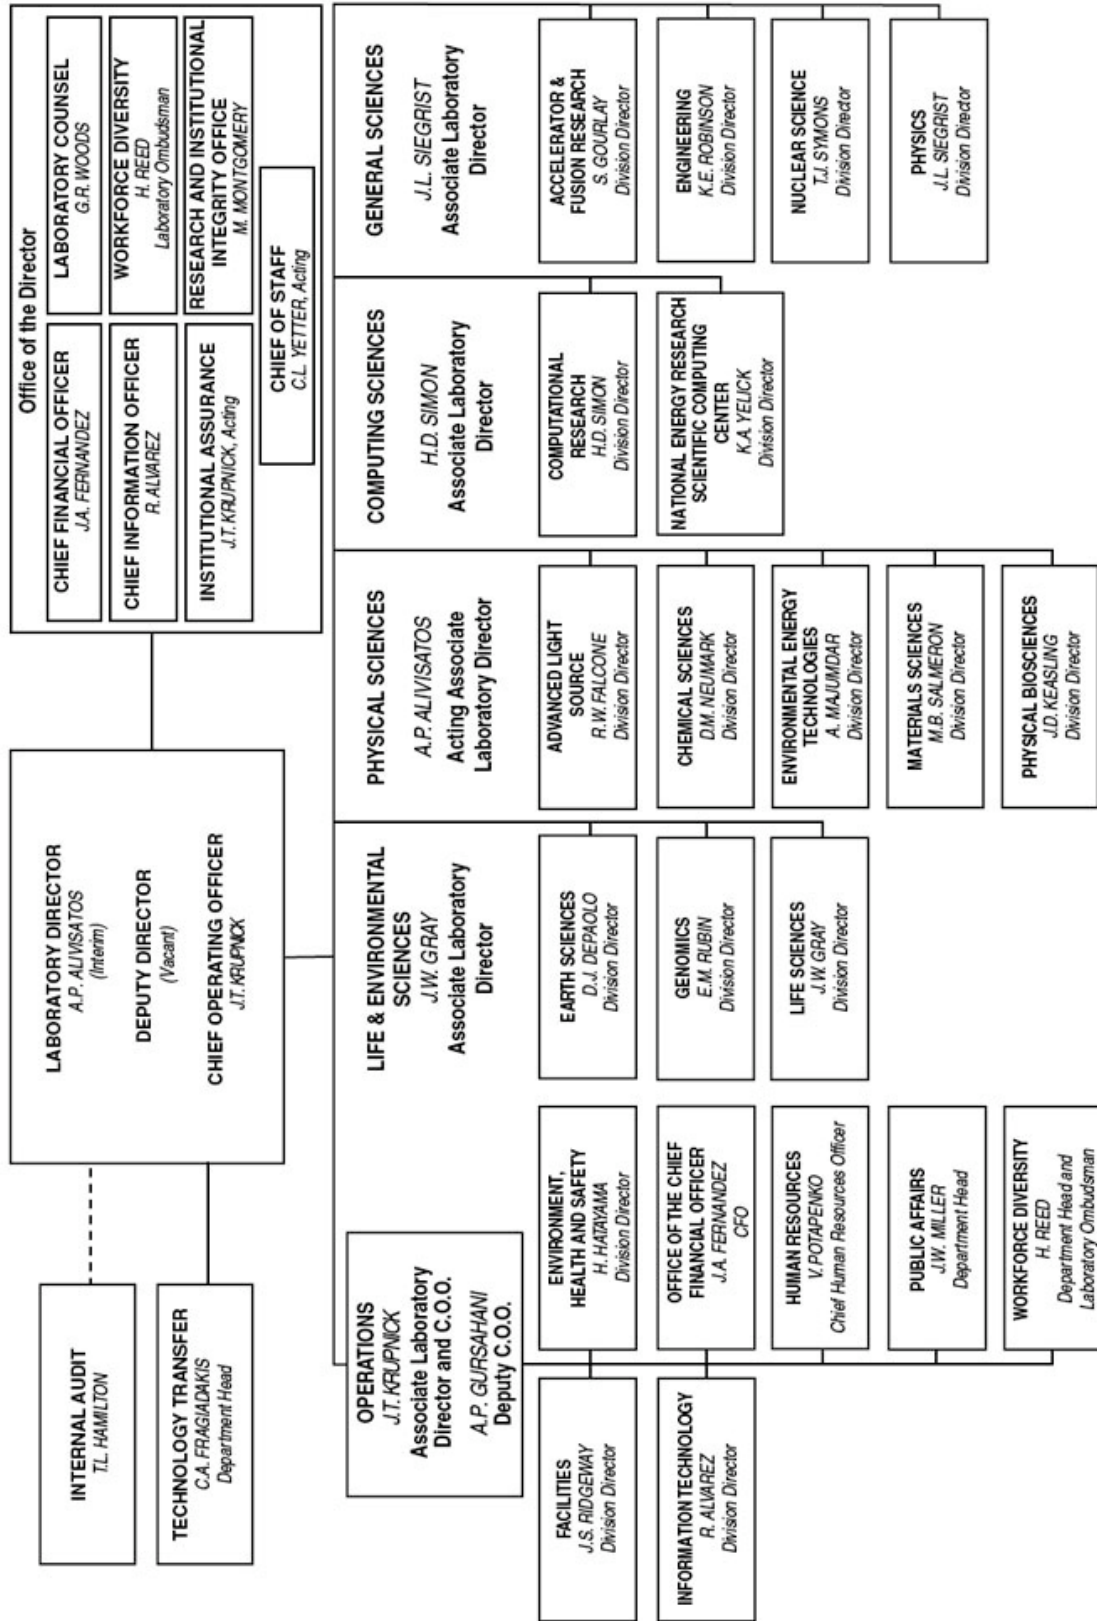 INTERNAL AUDIT
T.L. HAMILTON
TECHNOLOGY TRANSFER
C.A. FRAGIADAKIS
Department Head
LABORATORY DIRECTOR
A.P. ALIVISATOS
(Interim)
DEPUTY DIRECTOR
(Vacant)
CHIEF OPERATING OFFICER
J.T. KRUPNICK
Office of the Director
CHIEF FINANCIAL OFFICER
J.A. FERNANDEZ
LABORATORY COUNSEL
G.R. WOODS
CHIEF INFORMATION OFFICER
R. ALVAREZ
WORKFORCE DIVERSITY
H. REED
Laboratory Ombudsman
INSTITUTIONAL ASSURANCE
J.T. KRUPNICK, Acting
RESEARCH AND INSTITUTIONAL
INTEGRITY OFFICE
M. MONTGOMERY
CHIEF OF STAFF
C.L. YETTER, Acting
OPERATIONS
J.T. KRUPNICK
Associate Laboratory
Director and C.O.O.
A.P. GURSAHANI
Deputy C.O.O.
FACILITIES
J.S. RIDGEWAY
Division Director
INFORMATION TECHNOLOGY
R. ALVAREZ
Division Director
ENVIRONMENT,
HEALTH AND SAFETY
H. HATAYAMA
Division Director
OFFICE OF THE CHIEF
FINANCIAL OFFICER
J.A. FERNANDEZ
CFO
HUMAN RESOURCES
V. POTAPENKO
Chief Human Resources Officer
PUBLIC AFFAIRS
J.W. MILLER
Department Head
WORKFORCE DIVERSITY
H. REED
Department Head and
Laboratory Ombudsman
LIFE & ENVIRONMENTAL
SCIENCES
J.W. GRAY
Associate Laboratory
Director
EARTH SCIENCES
D.J. DEPAOLO
Division Director
GENOMICS
E.M. RUBIN
Division Director
LIFE SCIENCES
J.W. GRAY
Division Director
PHYSICAL SCIENCES
A.P. ALIVISATOS
Acting Associate
Laboratory Director
ADVANCED LIGHT
SOURCE
R.W. FALCONE
Division Director
CHEMICAL SCIENCES
D.M. NEUMARK
Division Director
ENVIRONMENTAL ENERGY
TECHNOLOGIES
A. MAJUMDAR
Division Director
MATERIALS SCIENCES
M.B. SALMERON
Division Director
PHYSICAL BIOSCIENCES
J.D. KEASLING
Division Director
COMPUTING SCIENCES
H.D. SIMON
Associate Laboratory
Director
COMPUTATIONAL
RESEARCH
H.D. SIMON
Division Director
NATIONAL ENERGY RESEARCH
SCIENTIFIC COMPUTING
CENTER
K.A. YELICK
Division Director
GENERAL SCIENCES
J.L. SIEGRIST
Associate Laboratory
Director
ACCELERATOR &
FUSION RESEARCH
S. GOURLAY
Division Director
ENGINEERING
K.E. ROBINSON
Division Director
NUCLEAR SCIENCE
T.J. SYMONS
Division Director
PHYSICS
J.L. SIEGRIST
Division Director